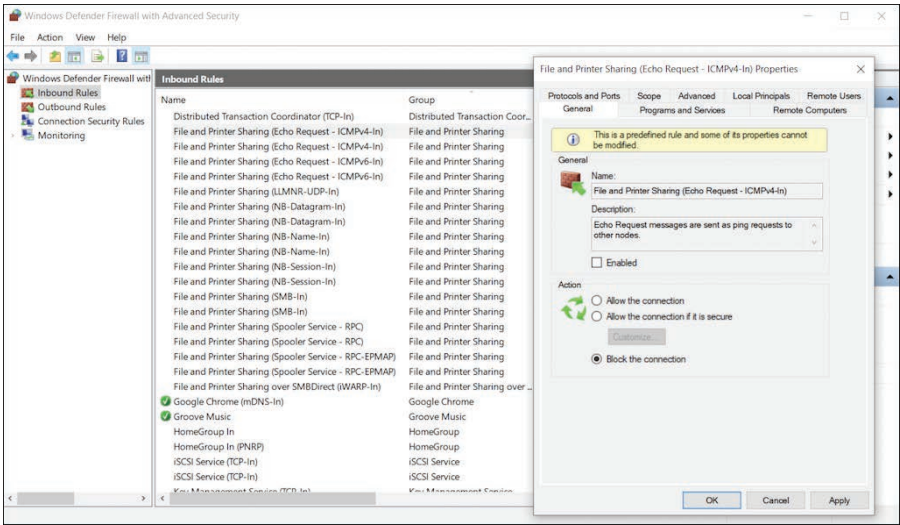 Windows Defender Firewall with Advanced Security
File Action View Help
Windows Defender Firewall with
Inbound Rules
Outbound Rules
Connection Security Rules
Monitoring
Inbound Rules
Name Group
Distributed Transaction Coordinator (TCP-In) Distributed Transaction Coor...
File and Printer Sharing (Echo Request - ICMPv4-In) File and Printer Sharing
File and Printer Sharing (Echo Request - ICMPv4-In) File and Printer Sharing
File and Printer Sharing (Echo Request - ICMPv6-In) File and Printer Sharing
File and Printer Sharing (Echo Request - ICMPv6-In) File and Printer Sharing
File and Printer Sharing (LLMNR-UDP-In) File and Printer Sharing
File and Printer Sharing (NB-Datagram-In) File and Printer Sharing
File and Printer Sharing (NB-Datagram-In) File and Printer Sharing
File and Printer Sharing (NB-Name-In) File and Printer Sharing
File and Printer Sharing (NB-Name-In) File and Printer Sharing
File and Printer Sharing (NB-Session-In) File and Printer Sharing
File and Printer Sharing (NB-Session-In) File and Printer Sharing
File and Printer Sharing (SMB-In) File and Printer Sharing
File and Printer Sharing (SMB-In) File and Printer Sharing
File and Printer Sharing (Spooler Service - RPC) File and Printer Sharing
File and Printer Sharing (Spooler Service - RPC) File and Printer Sharing
File and Printer Sharing (Spooler Service - RPC-EPMAP) File and Printer Sharing
File and Printer Sharing (Spooler Service - RPC-EPMAP) File and Printer Sharing
File and Printer Sharing over SMBDirect (iWARP-In) File and Printer Sharing over ...
Google Chrome (mDNS-In) Google Chrome
Groove Music Groove Music
HomeGroup In HomeGroup
HomeGroup In (PNRP) HomeGroup
iSCSI Service (TCP-In) iSCSI Service
iSCSI Service (TCP-In) iSCSI Service
Key Management Service (TCP-In) Key Management Service
File and Printer Sharing (Echo Request - ICMPv4-In) Properties
Protocols and Ports Scope Advanced Local Principals Remote Users
General Programs and Services Remote Computers
This is a predefined rule and some of its properties cannot
be modified.
General
Name:
File and Printer Sharing (Echo Request - ICMPv4-In)
Description:
Echo Request messages are sent as ping requests to
other nodes.
Enabled
Action
Allow the connection
Allow the connection if it is secure
Customize...
Block the connection
OK Cancel Apply